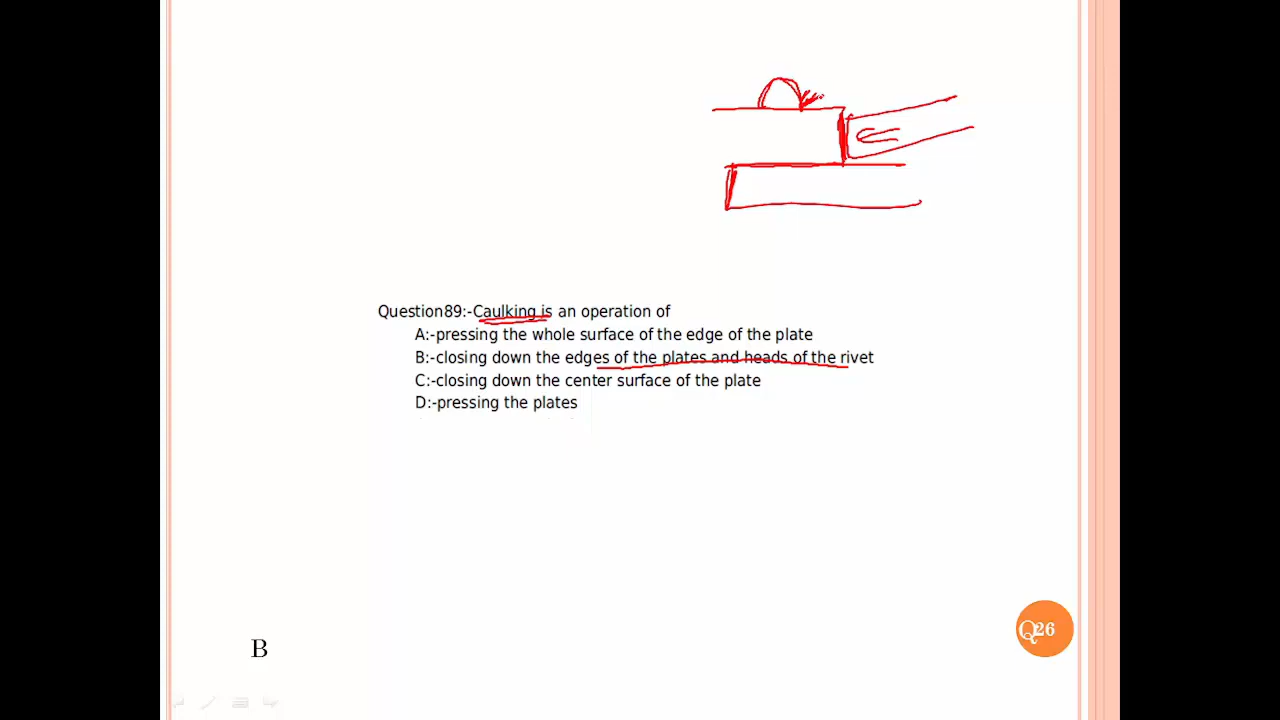 Question89:-Caulking is an operation of
A:-pressing the whole surface of the edge of the plate
B:-closing down the edges of the plates and heads of the rivet
C:-closing down the center surface of the plate
D:-pressing the plates
Q26
B